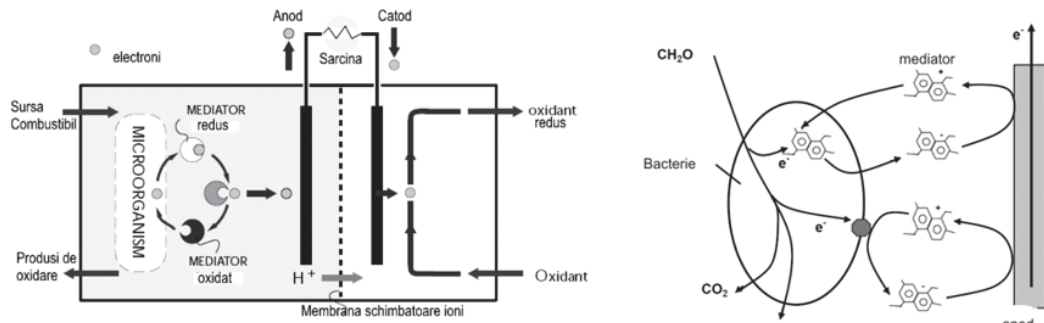 Anod
Catod
electroni
Sarcina
Sursa
Combustibil
MEDIATOR
redus
oxidant
redus
MICROORGANISM
MEDIATOR
oxidat
Produsi de
oxidare
H+
Oxidant
Membrana schimbatoare ioni
CH2O
mediator
e-
+
e-
-
Bacterie
+
e-
CO2
-
anod